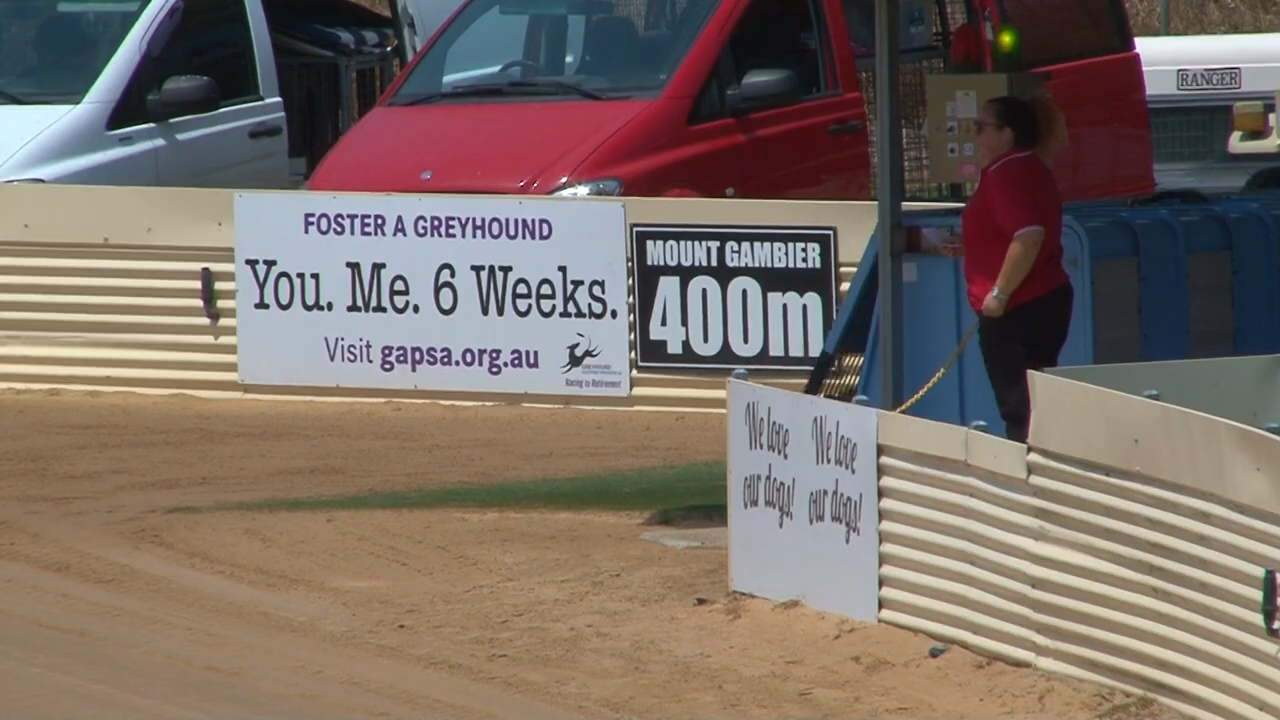 RANGER
FOSTER A GREYHOUND
You. Me. 6 Weeks.
Visit gapsa.org.au
GREYHOUND
Racing to Retirement
MOUNT GAMBIER
400m
We love
our dogs!
We love
our dogs!